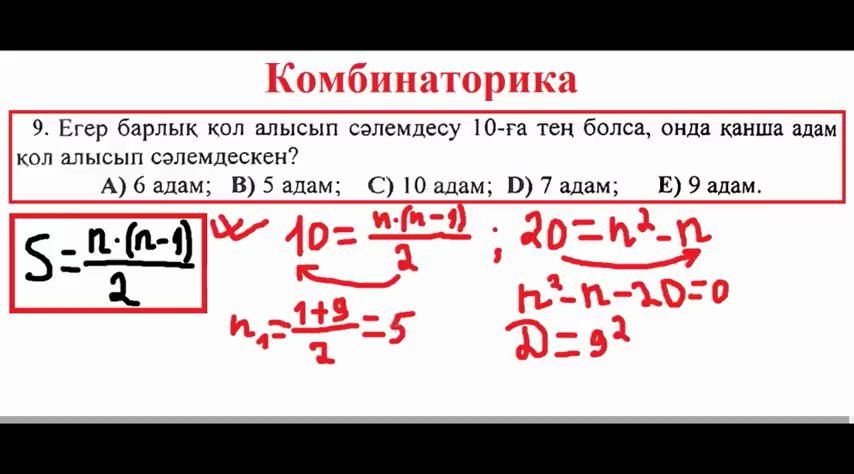 Комбинаторика
9. Егер барлық қол алысып сәлемдесу 10-ға тең болса, онда қанша адам
қол алысып сәлемдескен?
A) 6 адам; B) 5 адам; C) 10 адам; D) 7 адам; E) 9 адам.
S = n·(n-1)/2
10 = n·(n-1)/2 ; 20 = n² - n
n² - n - 20 = 0
n₁ = (1+9)/2 = 5
D = 9²